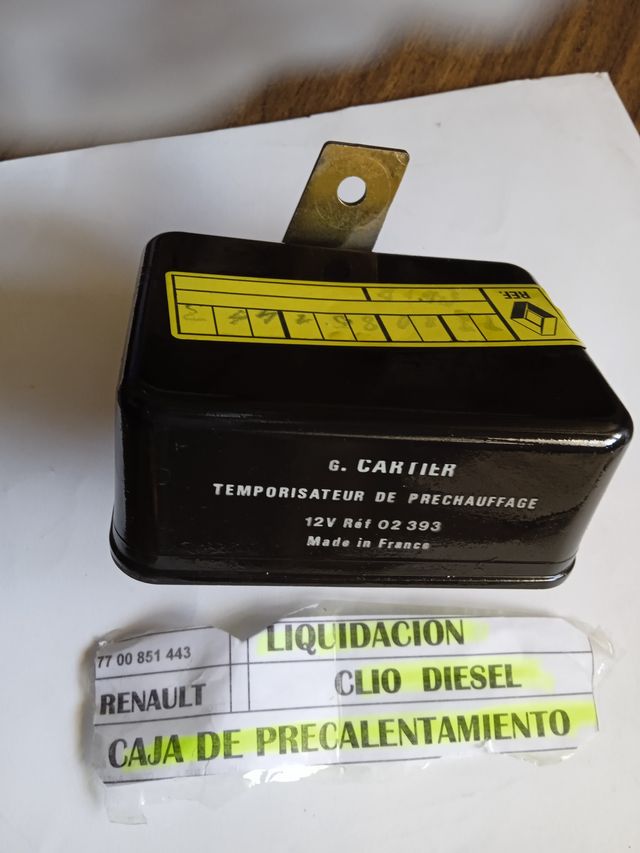 REF.
G. CARTIER
TEMPORISATEUR DE PRECHAUFFAGE
12V Réf 02 393
Made in France
77 00 851 443
LIQUIDACION
RENAULT
CLIO DIESEL
CAJA DE PRECALENTAMIENTO